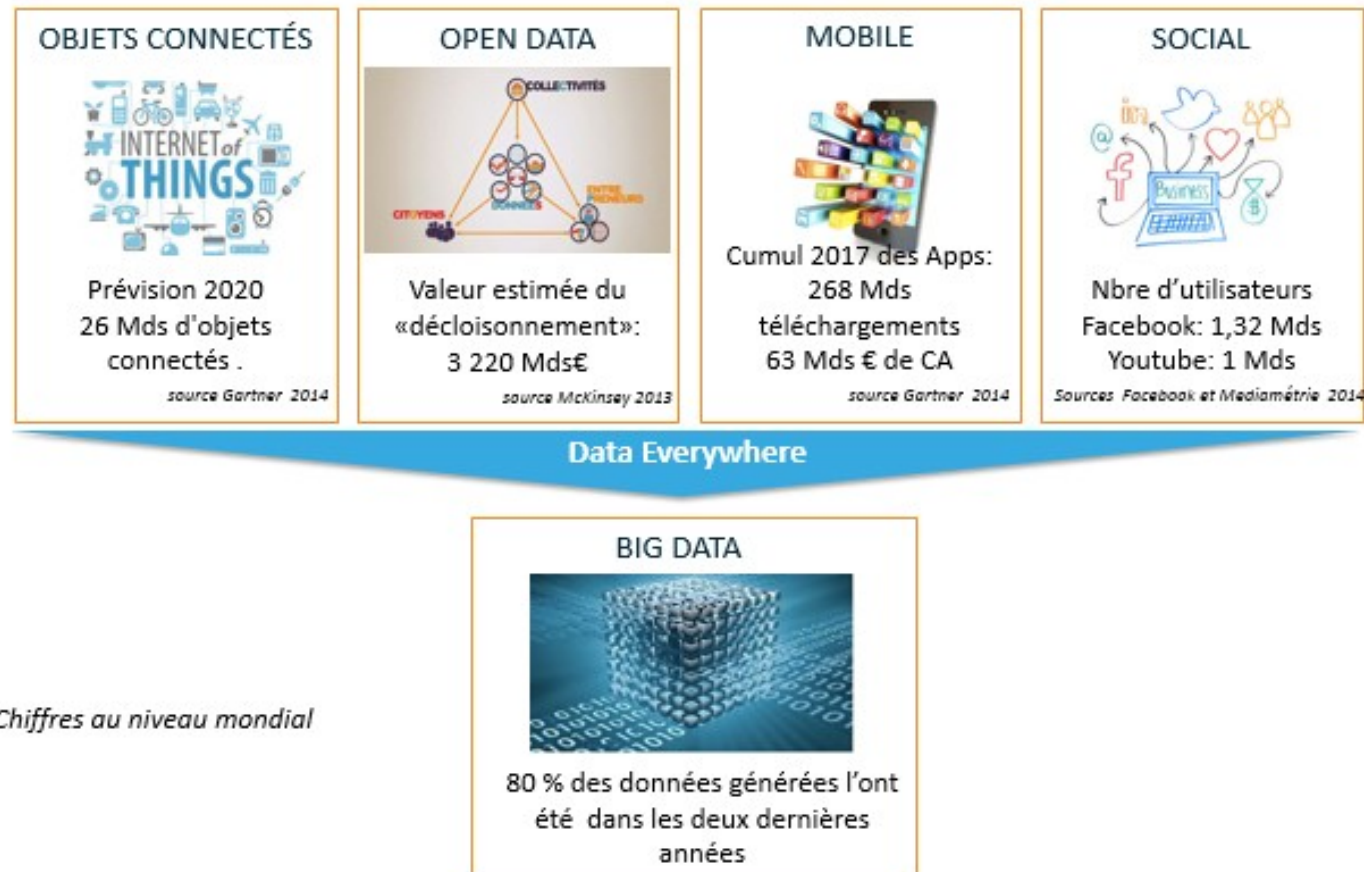 OBJETS CONNECTÉS
INTERNET of
THINGS
Prévision 2020
26 Mds d'objets
connectés .
source Gartner 2014
OPEN DATA
COLLECTIVITÉS
DONNÉES
CITOYENS
ENTRE
PRENEURS
Valeur estimée du
«décloisonnement»:
3 220 Mds€
source McKinsey 2013
MOBILE
Cumul 2017 des Apps:
268 Mds
téléchargements
63 Mds € de CA
source Gartner 2014
SOCIAL
@
f
Business
$
Nbre d'utilisateurs
Facebook: 1,32 Mds
Youtube: 1 Mds
Sources Facebook et Mediamétrie 2014
Data Everywhere
BIG DATA
80 % des données générées l'ont
été dans les deux dernières
années
Chiffres au niveau mondial